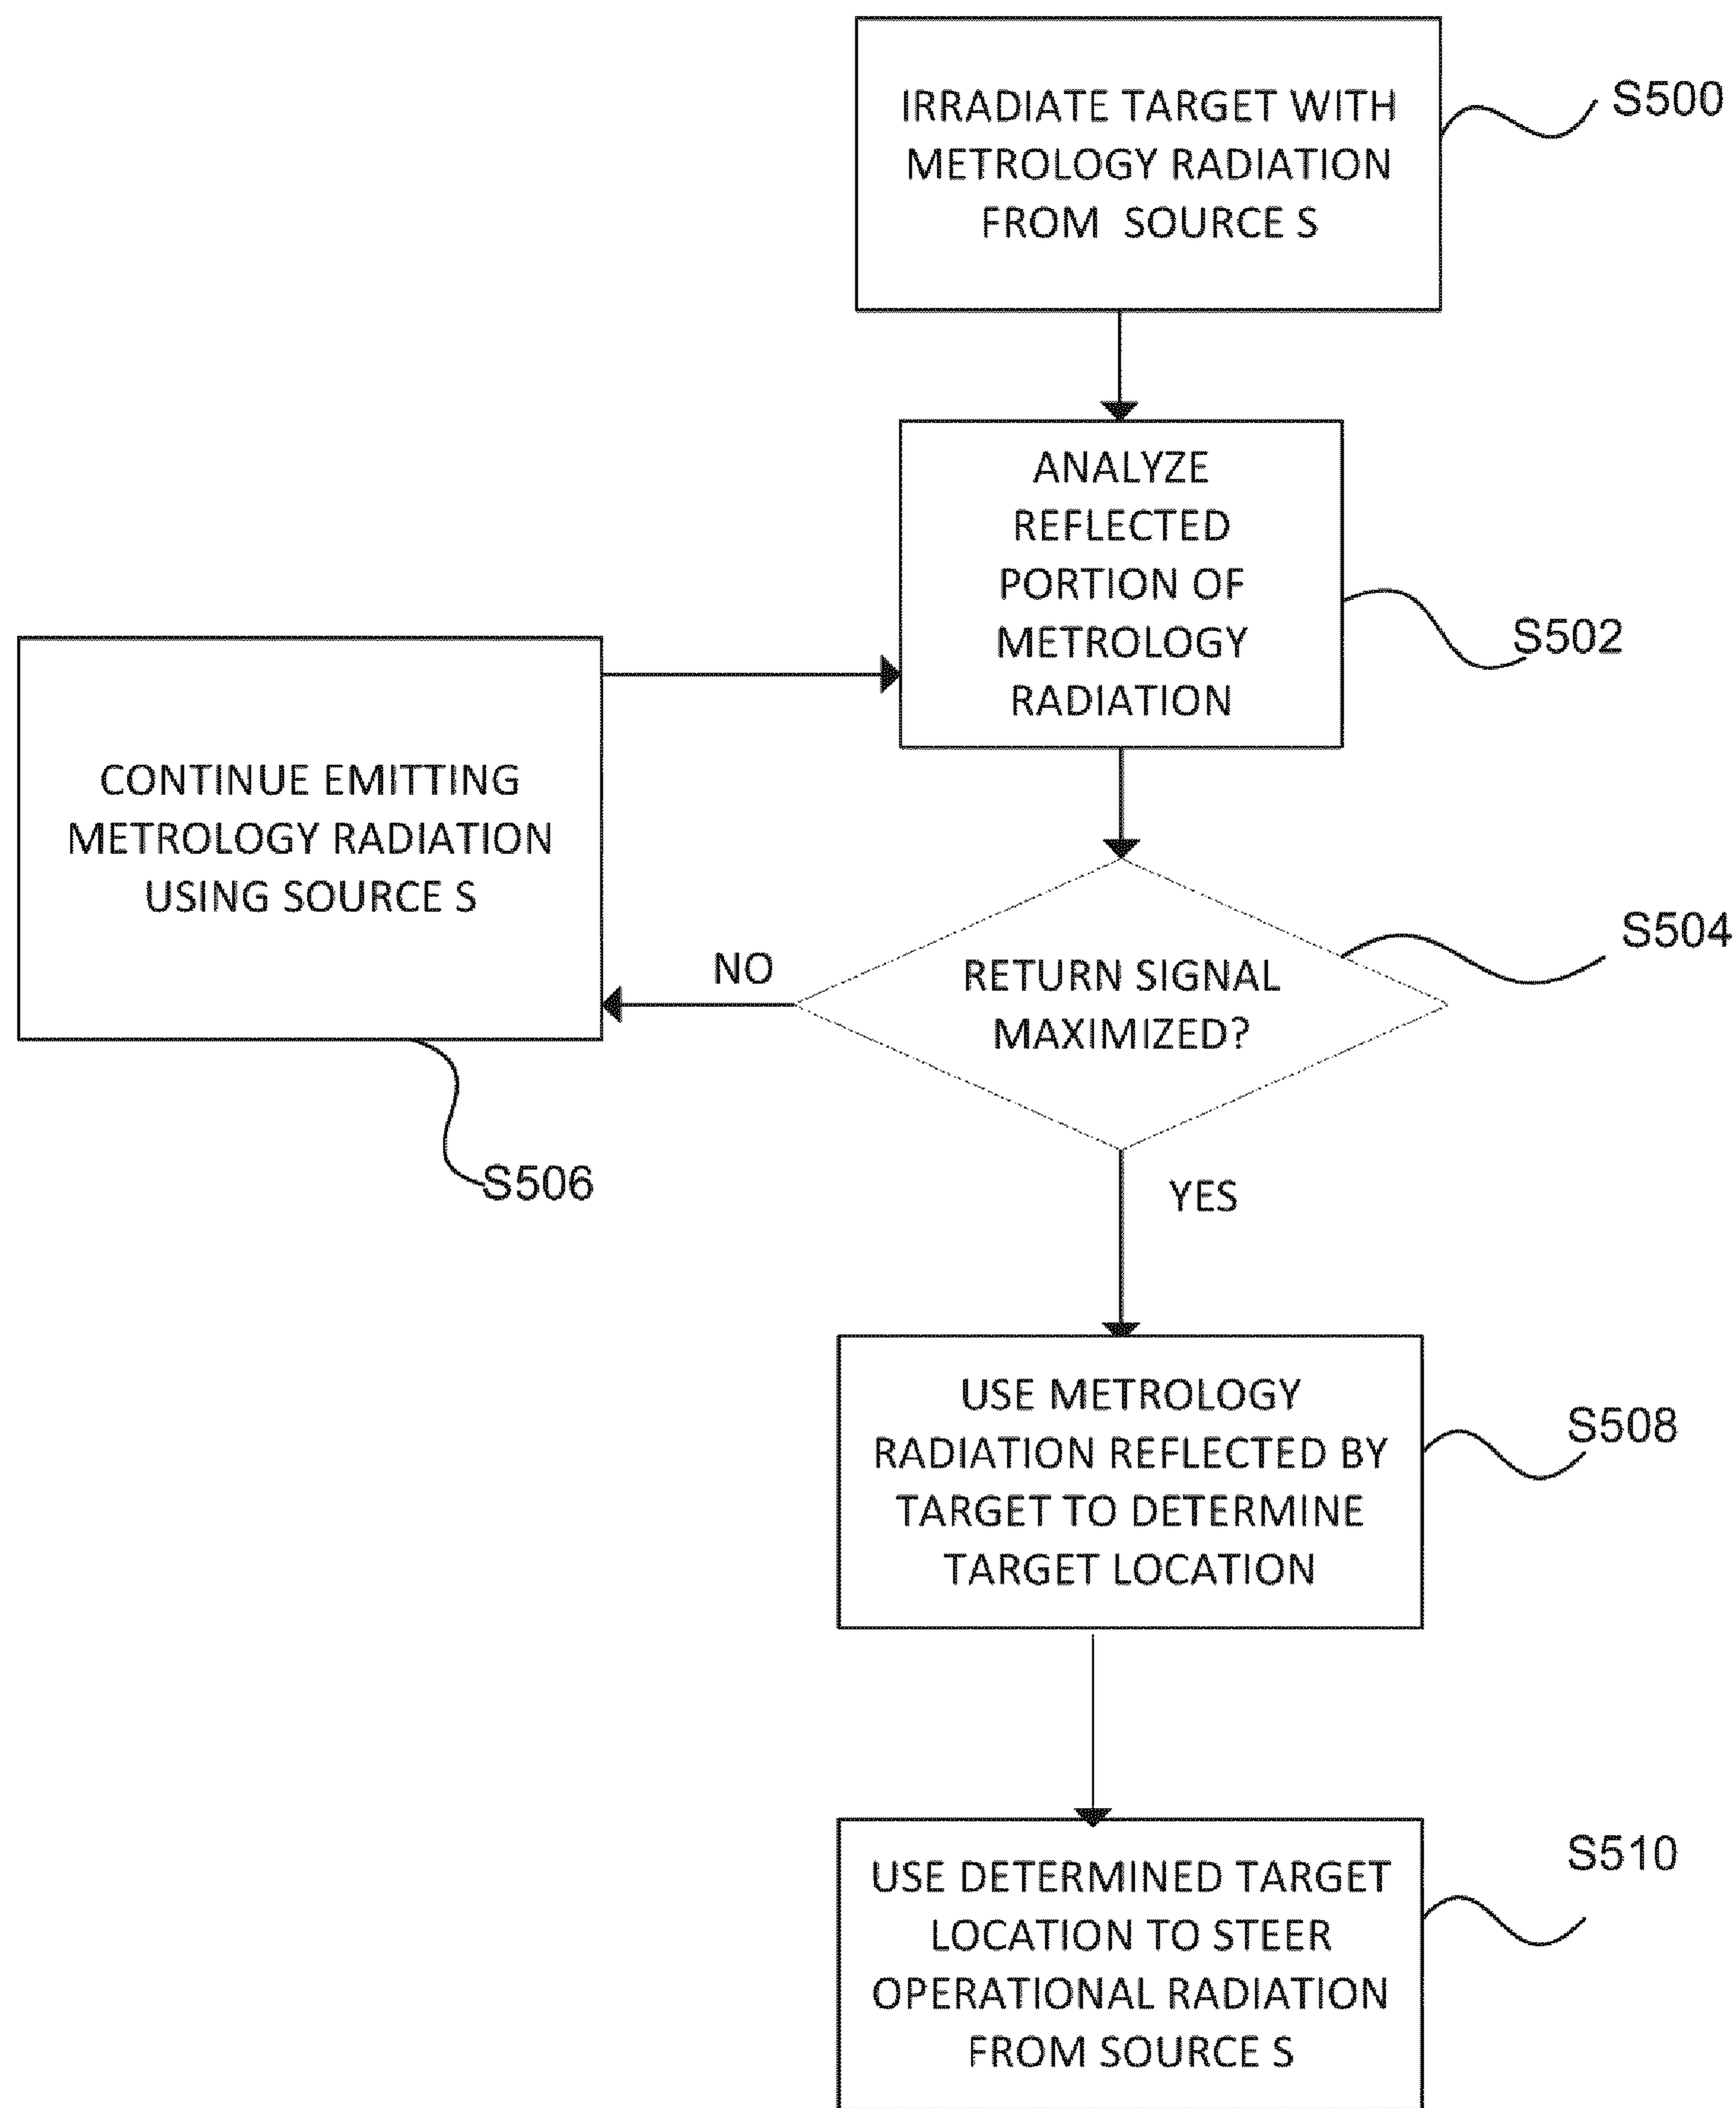 IRRADIATE TARGET WITH
METROLOGY RADIATION
FROM SOURCE S
S500
ANALYZE
REFLECTED
PORTION OF
METROLOGY
RADIATION
S502
CONTINUE EMITTING
METROLOGY RADIATION
USING SOURCE S
S506
NO
RETURN SIGNAL
MAXIMIZED?
S504
YES
USE METROLOGY
RADIATION REFLECTED BY
TARGET TO DETERMINE
TARGET LOCATION
S508
USE DETERMINED TARGET
LOCATION TO STEER
OPERATIONAL RADIATION
FROM SOURCE S
S510